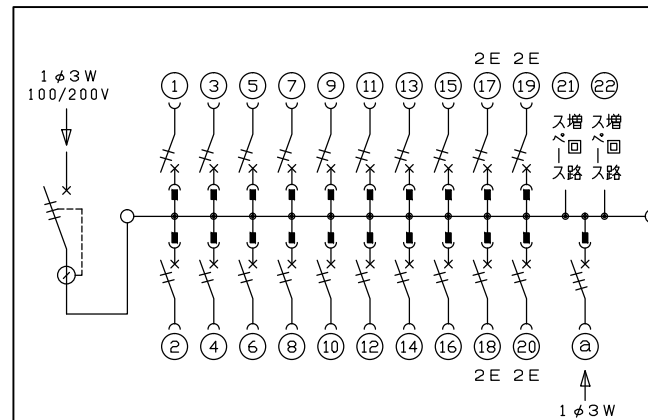 2E 2E
1φ3W
100/200V
① ③ ⑤ ⑦ ⑨ ⑪ ⑬ ⑮ ⑰ ⑲ ㉑ ㉒
増回路
スペース
増回路
スペース
② ④ ⑥ ⑧ ⑩ ⑫ ⑭ ⑯ ⑱ ⑳ ⓐ
2E 2E
1φ3W